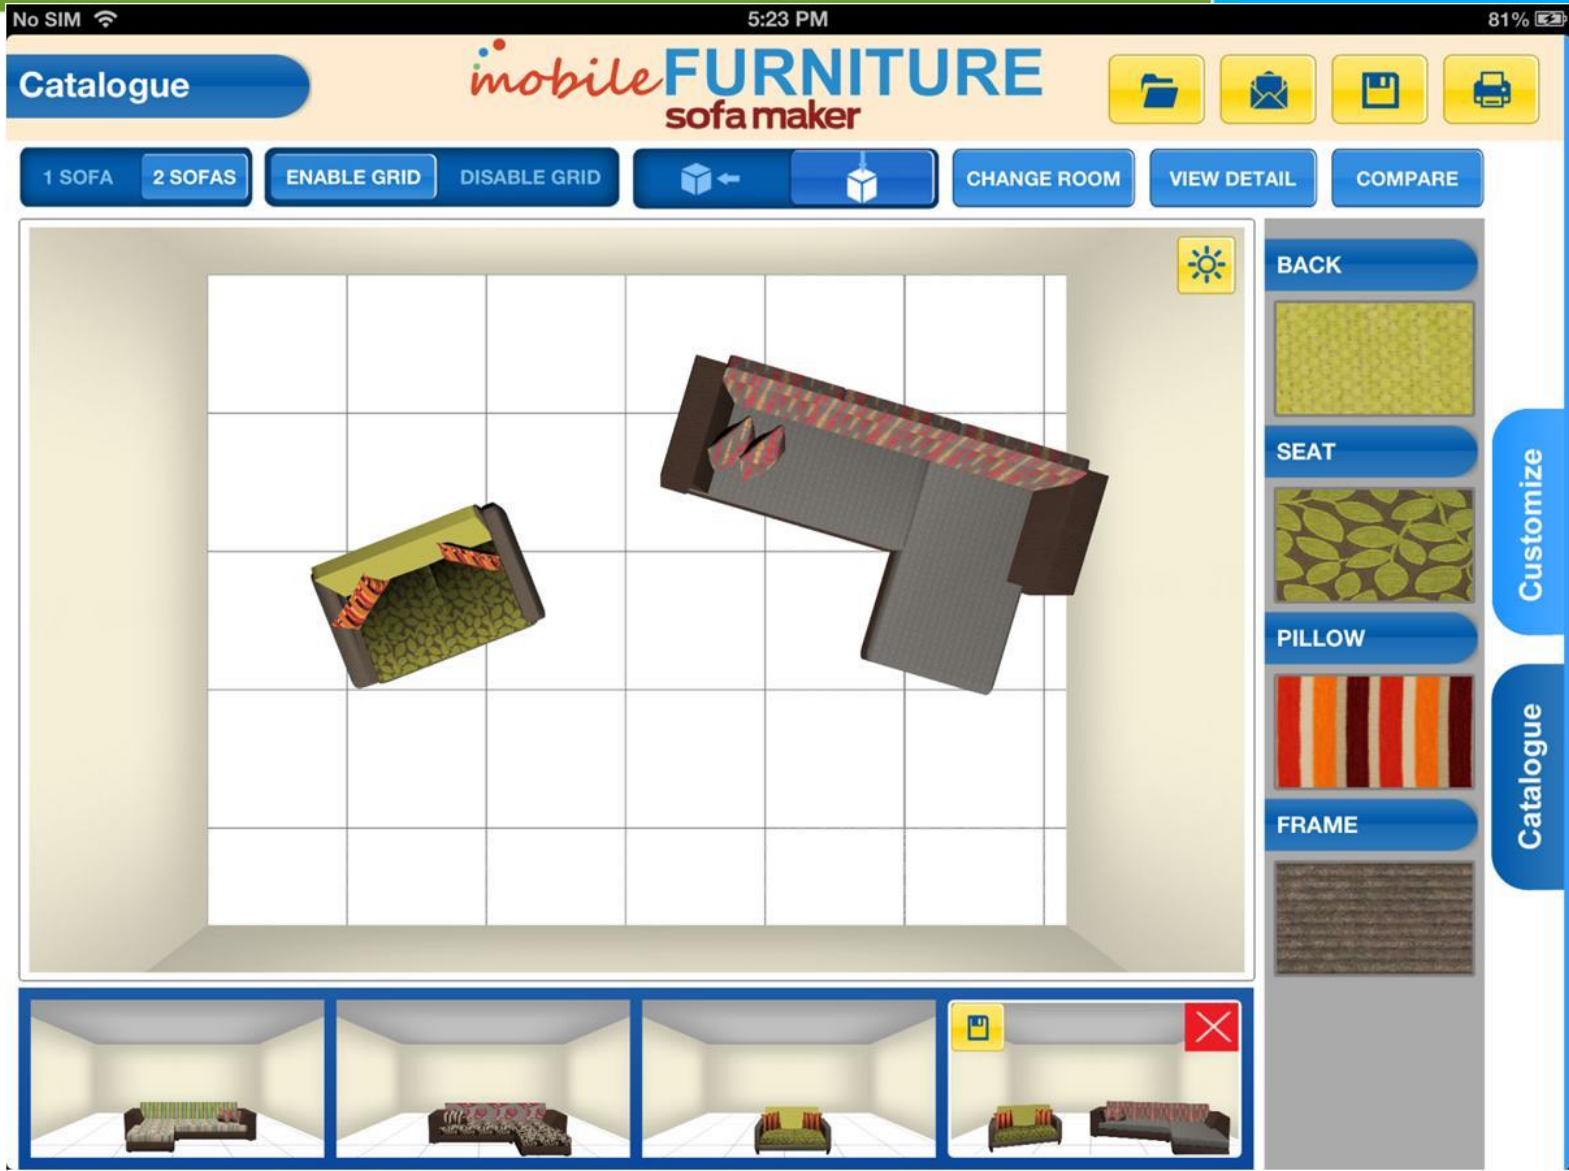 No SIM 5:23 PM 81%
Catalogue
mobile FURNITURE
sofa maker
1 SOFA 2 SOFAS ENABLE GRID DISABLE GRID CHANGE ROOM VIEW DETAIL COMPARE
BACK
SEAT
PILLOW
FRAME
Customize
Catalogue